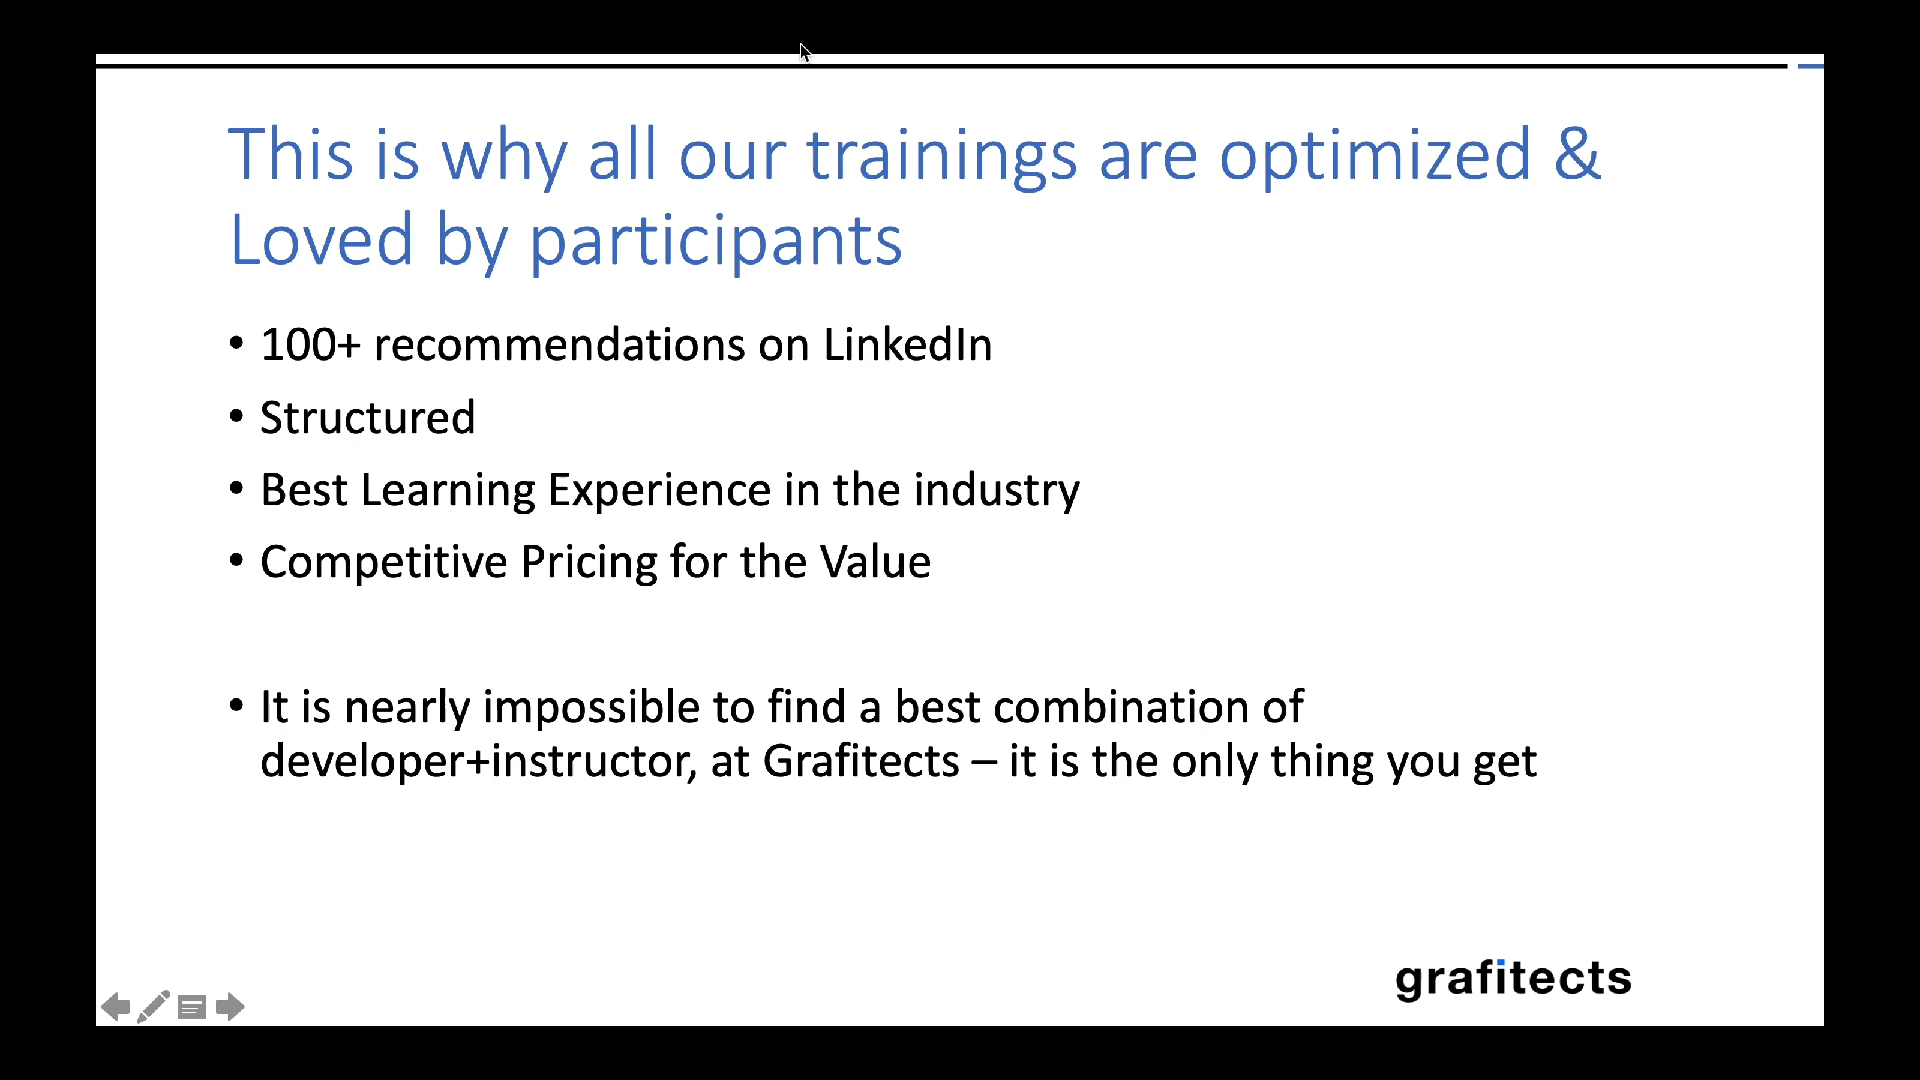 This is why all our trainings are optimized &
Loved by participants
• 100+ recommendations on LinkedIn
• Structured
• Best Learning Experience in the industry
• Competitive Pricing for the Value
• It is nearly impossible to find a best combination of
developer+instructor, at Grafitects – it is the only thing you get
grafitects